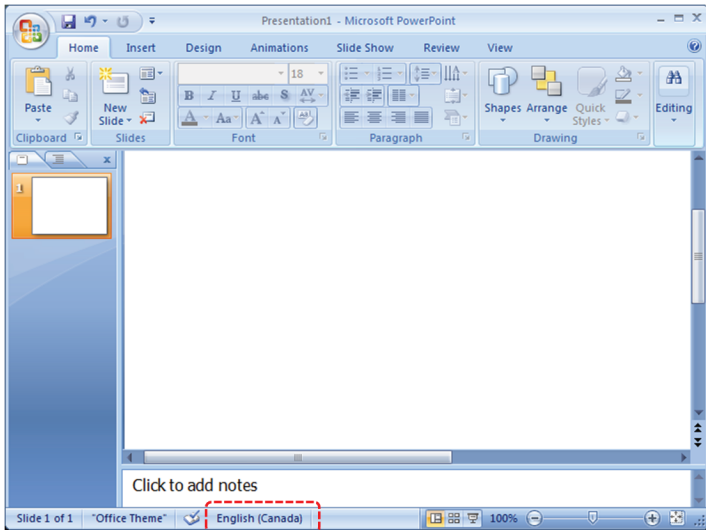 Presentation1 - Microsoft PowerPoint
Home Insert Design Animations Slide Show Review View
18
B I U abc S AV
A Aa A A
Paste New Slide Shapes Arrange Quick Styles Editing
Clipboard Slides Font Paragraph Drawing
1
Click to add notes
Slide 1 of 1 "Office Theme" English (Canada) 100%